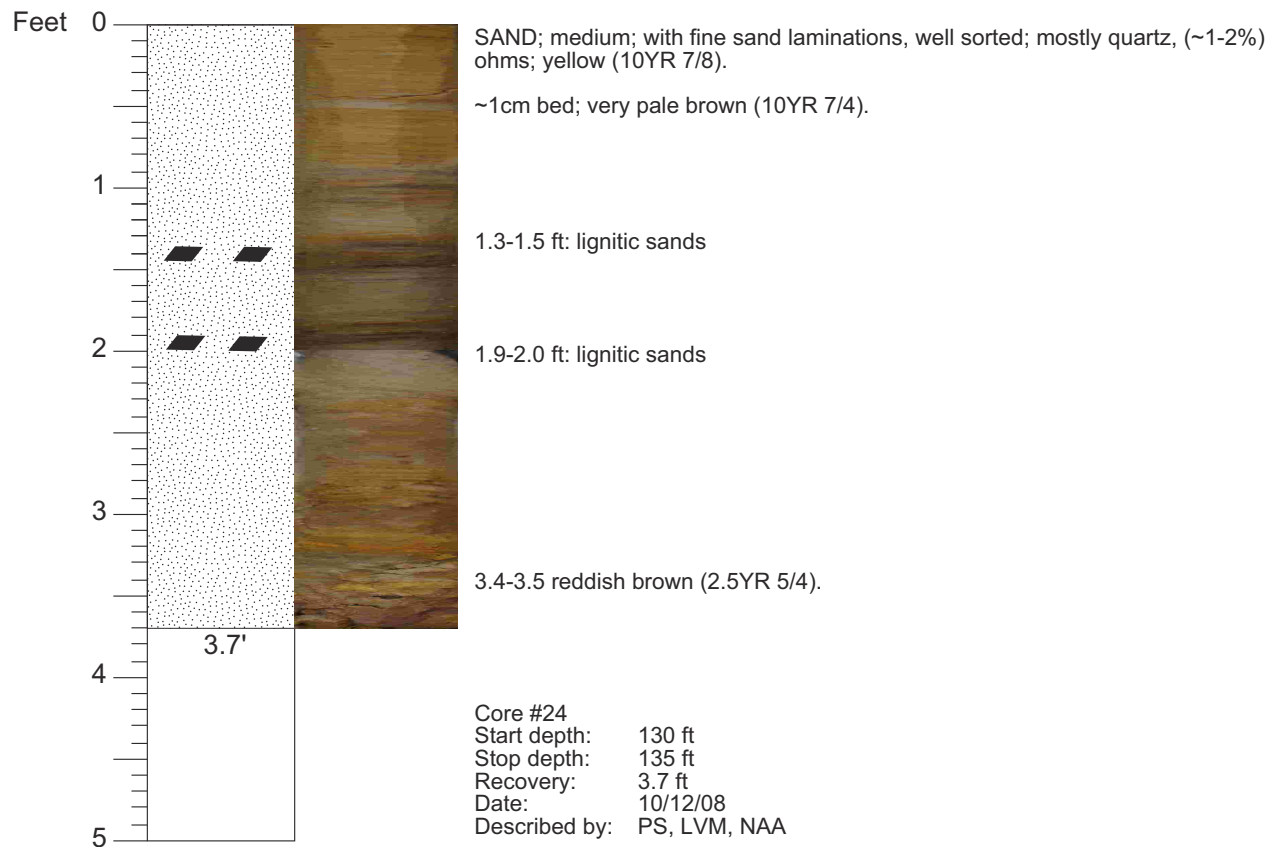 Feet 0
SAND; medium; with fine sand laminations, well sorted; mostly quartz, (~1-2%)
ohms; yellow (10YR 7/8).
~1cm bed; very pale brown (10YR 7/4).
1
1.3-1.5 ft: lignitic sands
2
1.9-2.0 ft: lignitic sands
3
3.4-3.5 reddish brown (2.5YR 5/4).
3.7'
4
Core #24
Start depth: 130 ft
Stop depth: 135 ft
Recovery: 3.7 ft
Date: 10/12/08
Described by: PS, LVM, NAA
5